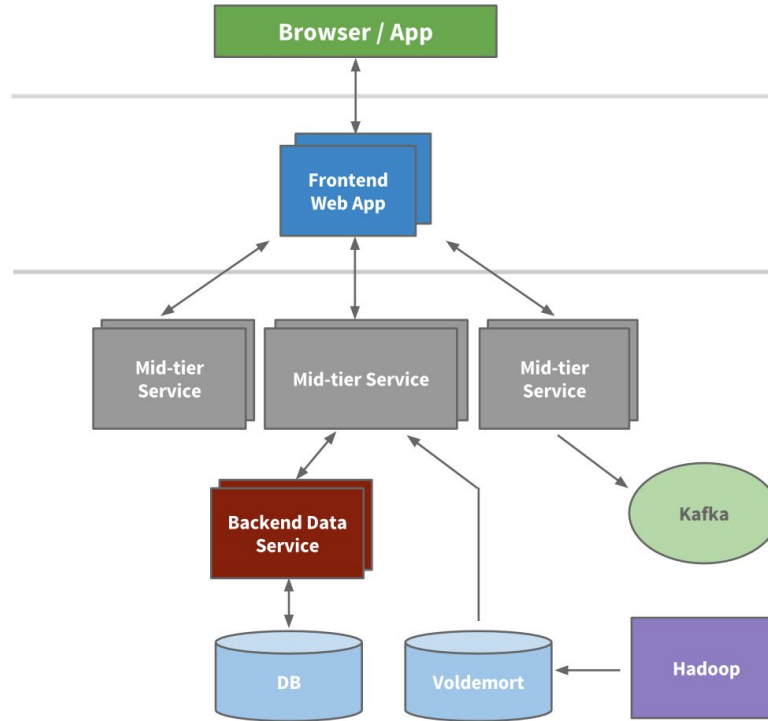 Browser / App
Frontend
Web App
Mid-tier
Service
Mid-tier Service
Mid-tier
Service
Backend Data
Service
Kafka
DB
Voldemort
Hadoop